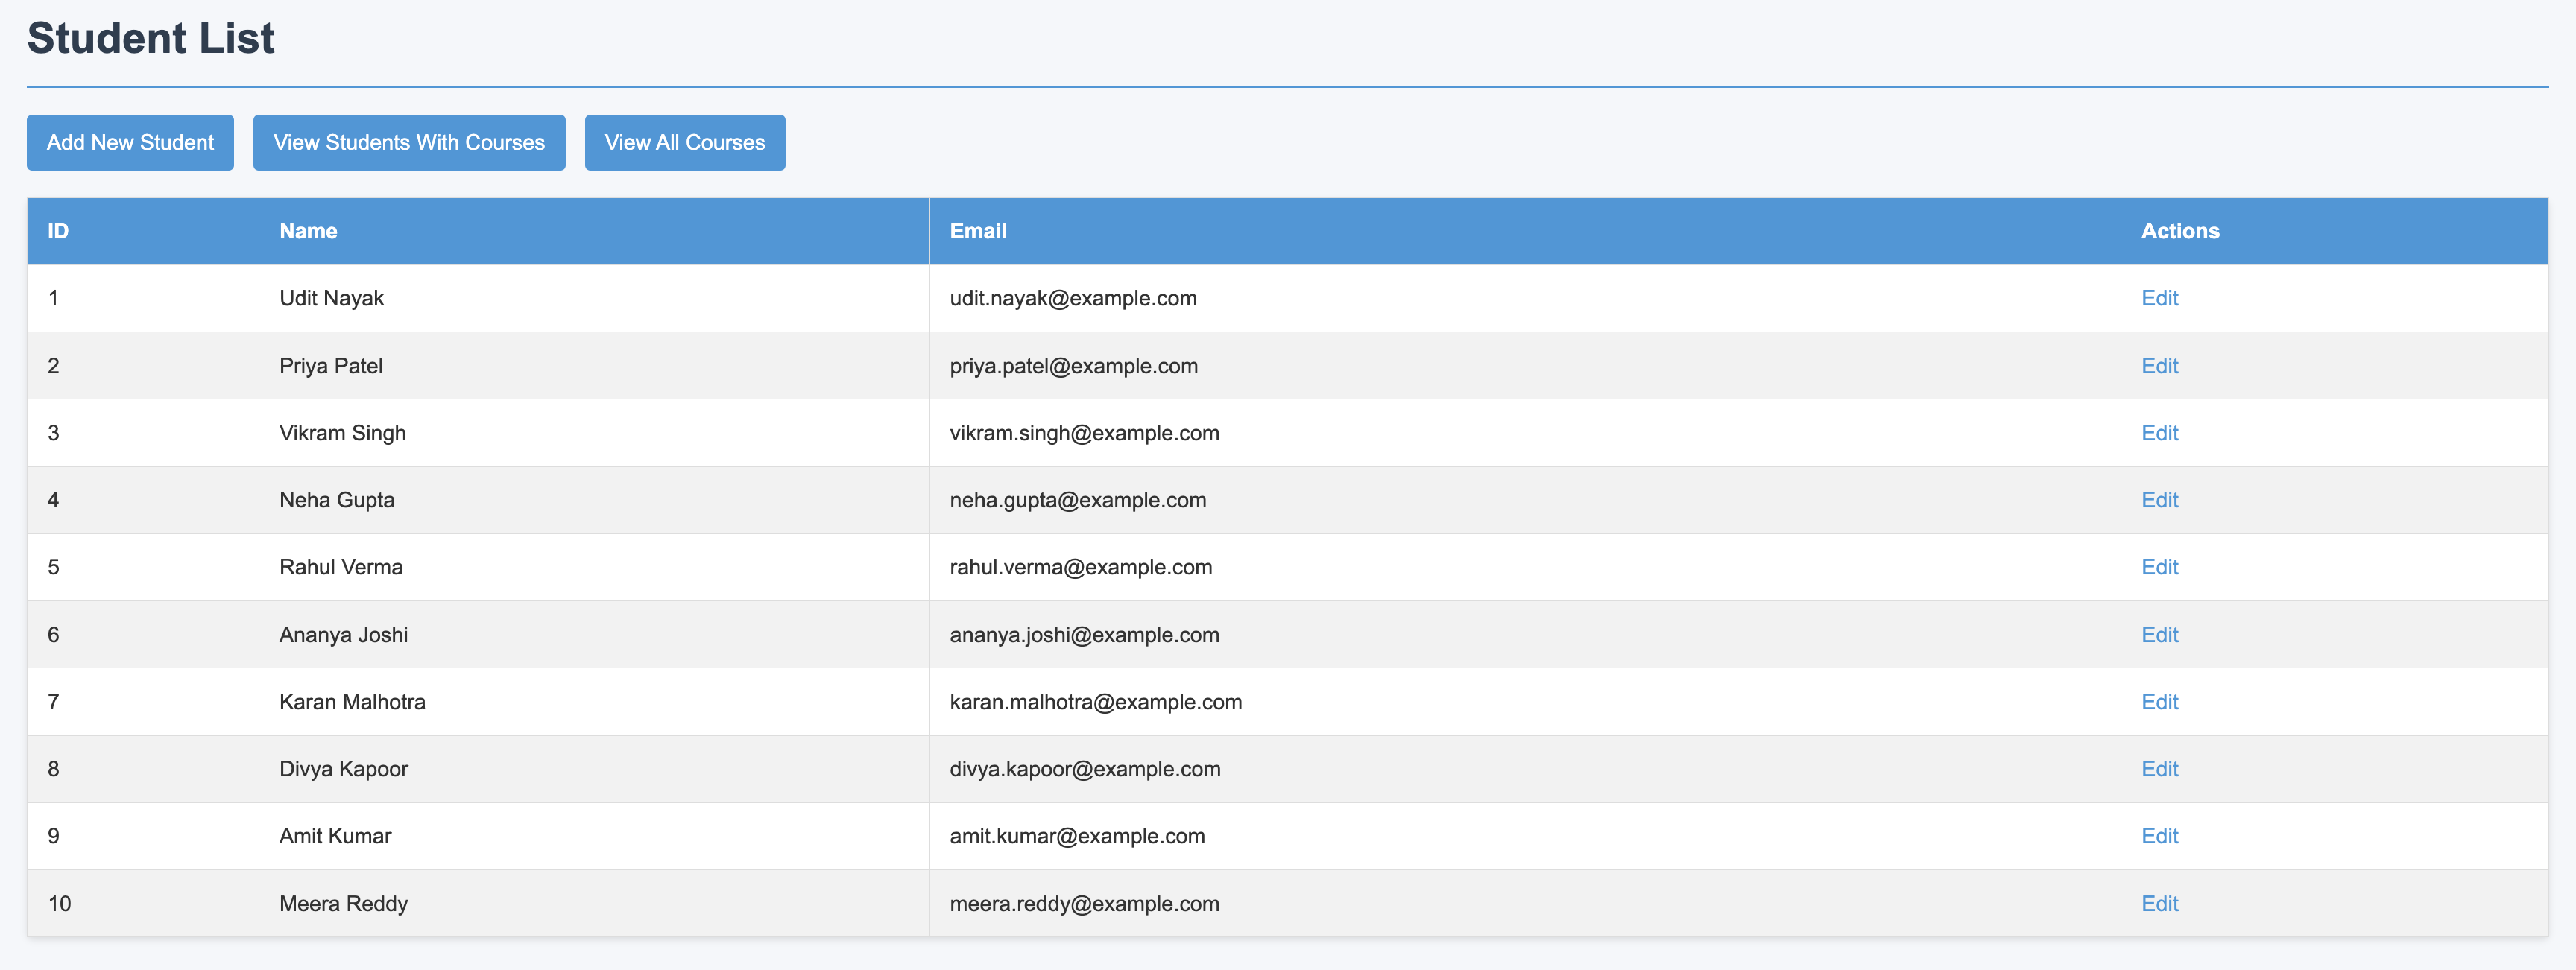 Student List
Add New Student View Students With Courses View All Courses
ID Name Email Actions
1 Udit Nayak udit.nayak@example.com Edit
2 Priya Patel priya.patel@example.com Edit
3 Vikram Singh vikram.singh@example.com Edit
4 Neha Gupta neha.gupta@example.com Edit
5 Rahul Verma rahul.verma@example.com Edit
6 Ananya Joshi ananya.joshi@example.com Edit
7 Karan Malhotra karan.malhotra@example.com Edit
8 Divya Kapoor divya.kapoor@example.com Edit
9 Amit Kumar amit.kumar@example.com Edit
10 Meera Reddy meera.reddy@example.com Edit